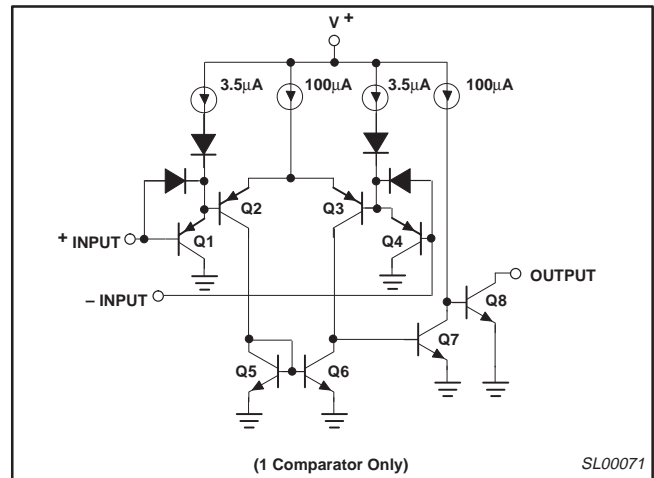 V +
3.5µA 100µA 3.5µA 100µA
Q2 Q3
+ INPUT Q1 Q4
OUTPUT
– INPUT Q8
Q7
Q5 Q6
(1 Comparator Only) SL00071